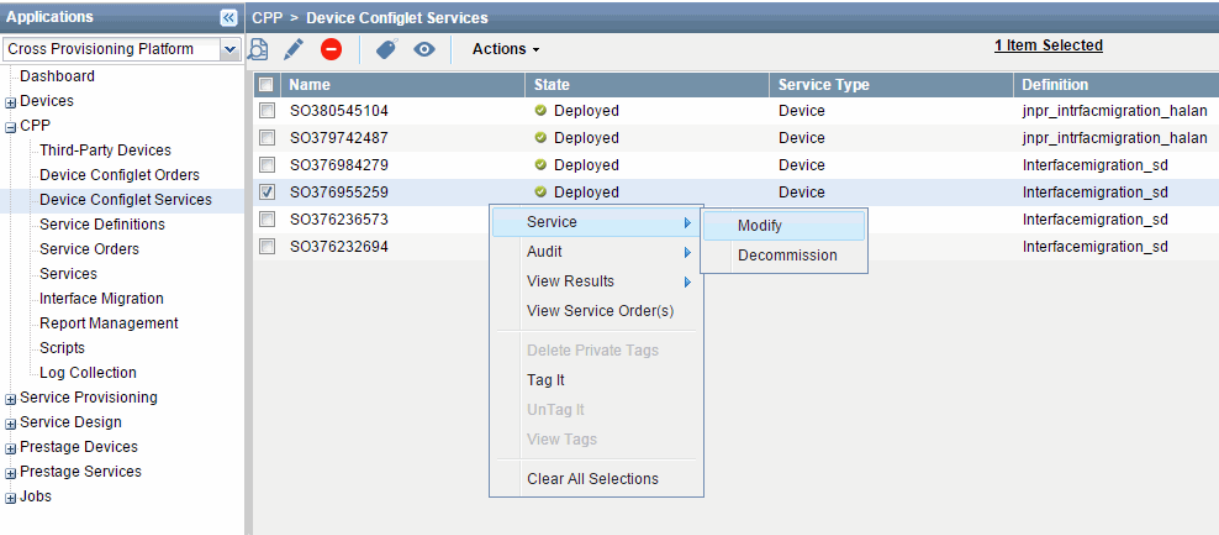 Applications
CPP > Device Configlet Services
Cross Provisioning Platform
Actions
1 Item Selected
Dashboard
Devices
CPP
Third-Party Devices
Device Configlet Orders
Device Configlet Services
Service Definitions
Service Orders
Services
Interface Migration
Report Management
Scripts
Log Collection
Service Provisioning
Service Design
Prestage Devices
Prestage Services
Jobs
Name State Service Type Definition
SO380545104 Deployed Device jnpr_intrfacmigration_halan
SO379742487 Deployed Device jnpr_intrfacmigration_halan
SO376984279 Deployed Device Interfacemigration_sd
SO376955259 Deployed Device Interfacemigration_sd
SO376236573 Interfacemigration_sd
SO376232694 Interfacemigration_sd
Service
Audit
View Results
View Service Order(s)
Delete Private Tags
Tag It
UnTag It
View Tags
Clear All Selections
Modify
Decommission